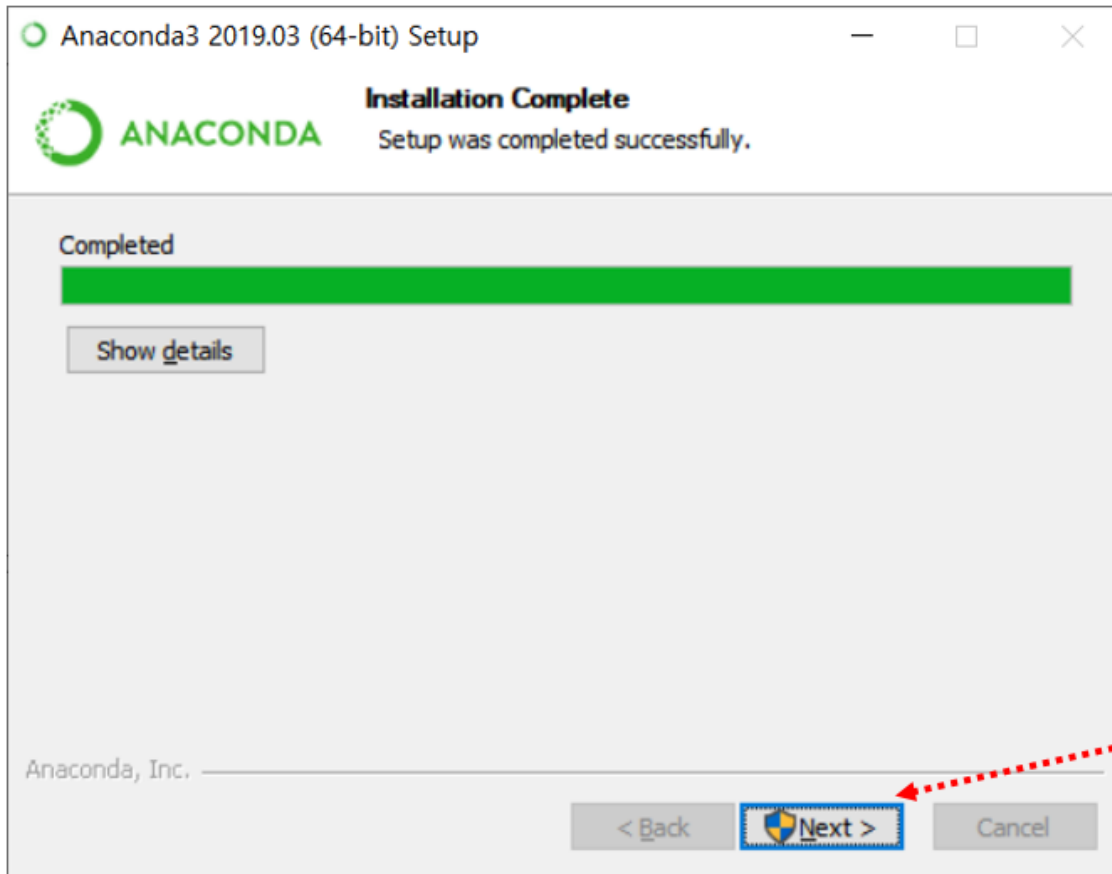 Anaconda3 2019.03 (64-bit) Setup
ANACONDA
Installation Complete
Setup was completed successfully.
Completed
Show details
Anaconda, Inc.
< Back
Next >
Cancel